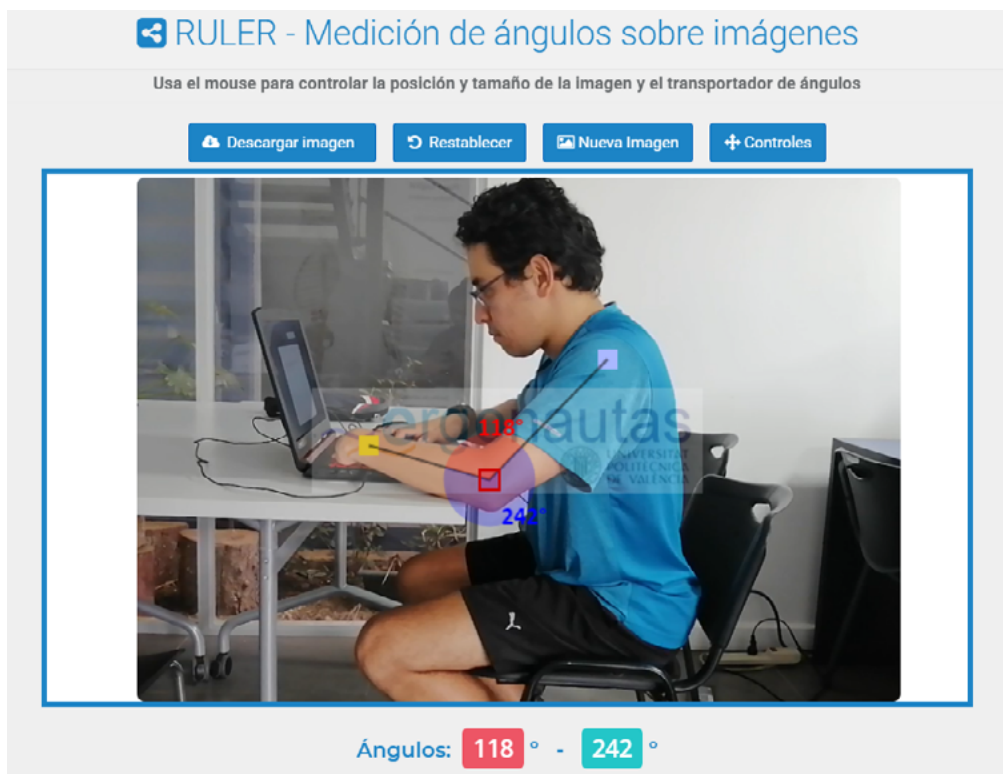 RULER - Medición de ángulos sobre imágenes
Usa el mouse para controlar la posición y tamaño de la imagen y el transportador de ángulos
Descargar imagen Restablecer Nueva Imagen Controles
ergonautas
118°
UNIVERSITAT
POLITÈCNICA
DE VALÈNCIA
242°
Ángulos: 118 ° - 242 °